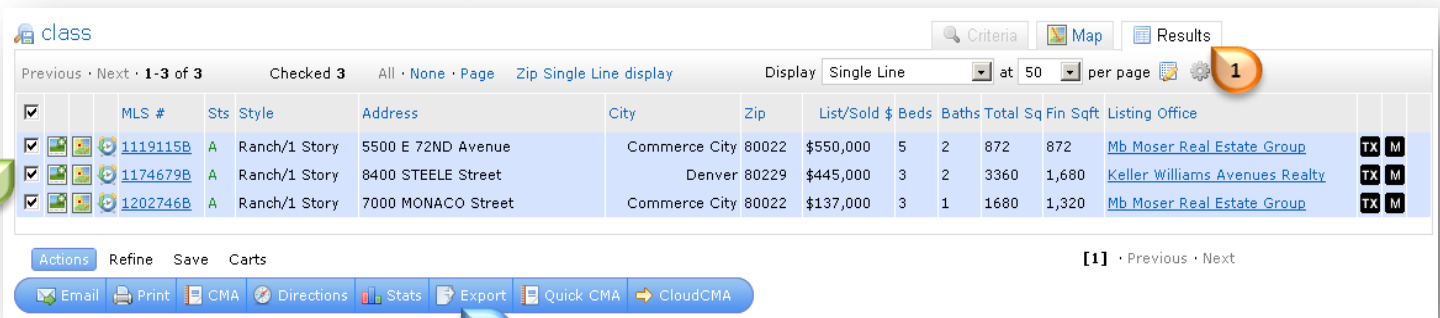 class Criteria Map Results
Previous · Next · 1-3 of 3 Checked 3 All · None · Page Zip Single Line display Display Single Line at 50 per page 1
MLS # Sts Style Address City Zip List/Sold $ Beds Baths Total Sq Fin Sqft Listing Office
1119115B A Ranch/1 Story 5500 E 72ND Avenue Commerce City 80022 $550,000 5 2 872 872 Mb Moser Real Estate Group TX M
1174679B A Ranch/1 Story 8400 STEELE Street Denver 80229 $445,000 3 2 3360 1,680 Keller Williams Avenues Realty TX M
1202746B A Ranch/1 Story 7000 MONACO Street Commerce City 80022 $137,000 3 1 1680 1,320 Mb Moser Real Estate Group TX M
Actions Refine Save Carts [1] · Previous · Next
Email Print CMA Directions Stats Export Quick CMA CloudCMA